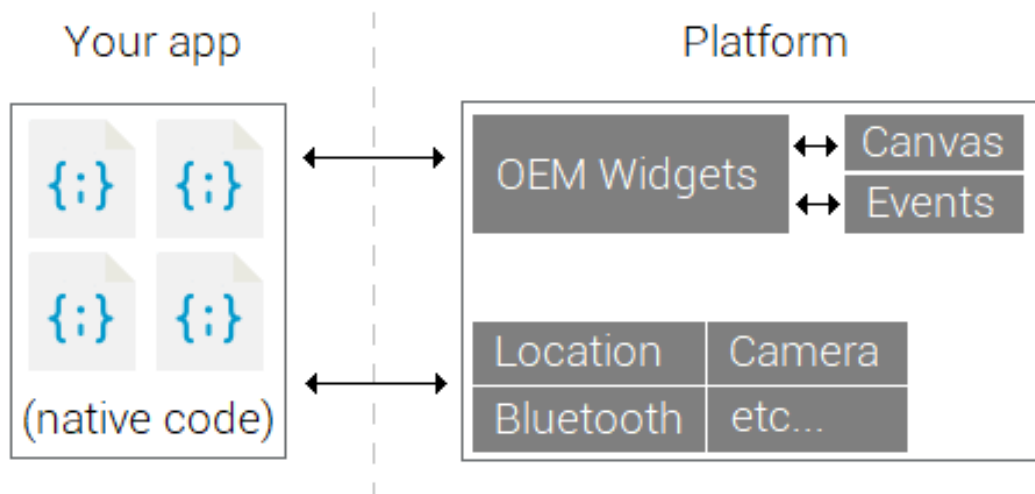 Your app
Platform
{;} {;}
{;} {;}
(native code)
OEM Widgets
Canvas
Events
Location
Camera
Bluetooth
etc...